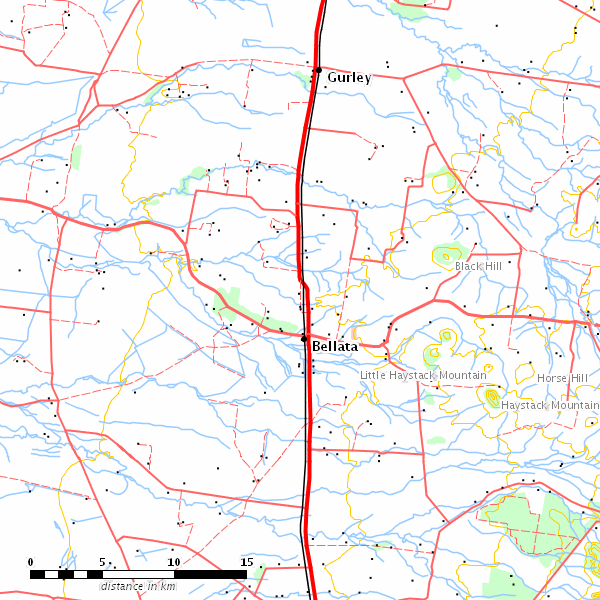 Gurley
Black Hill
Bellata
Little Haystack Mountain
Horse Hill
Haystack Mountain
0 5 10 15
distance in km